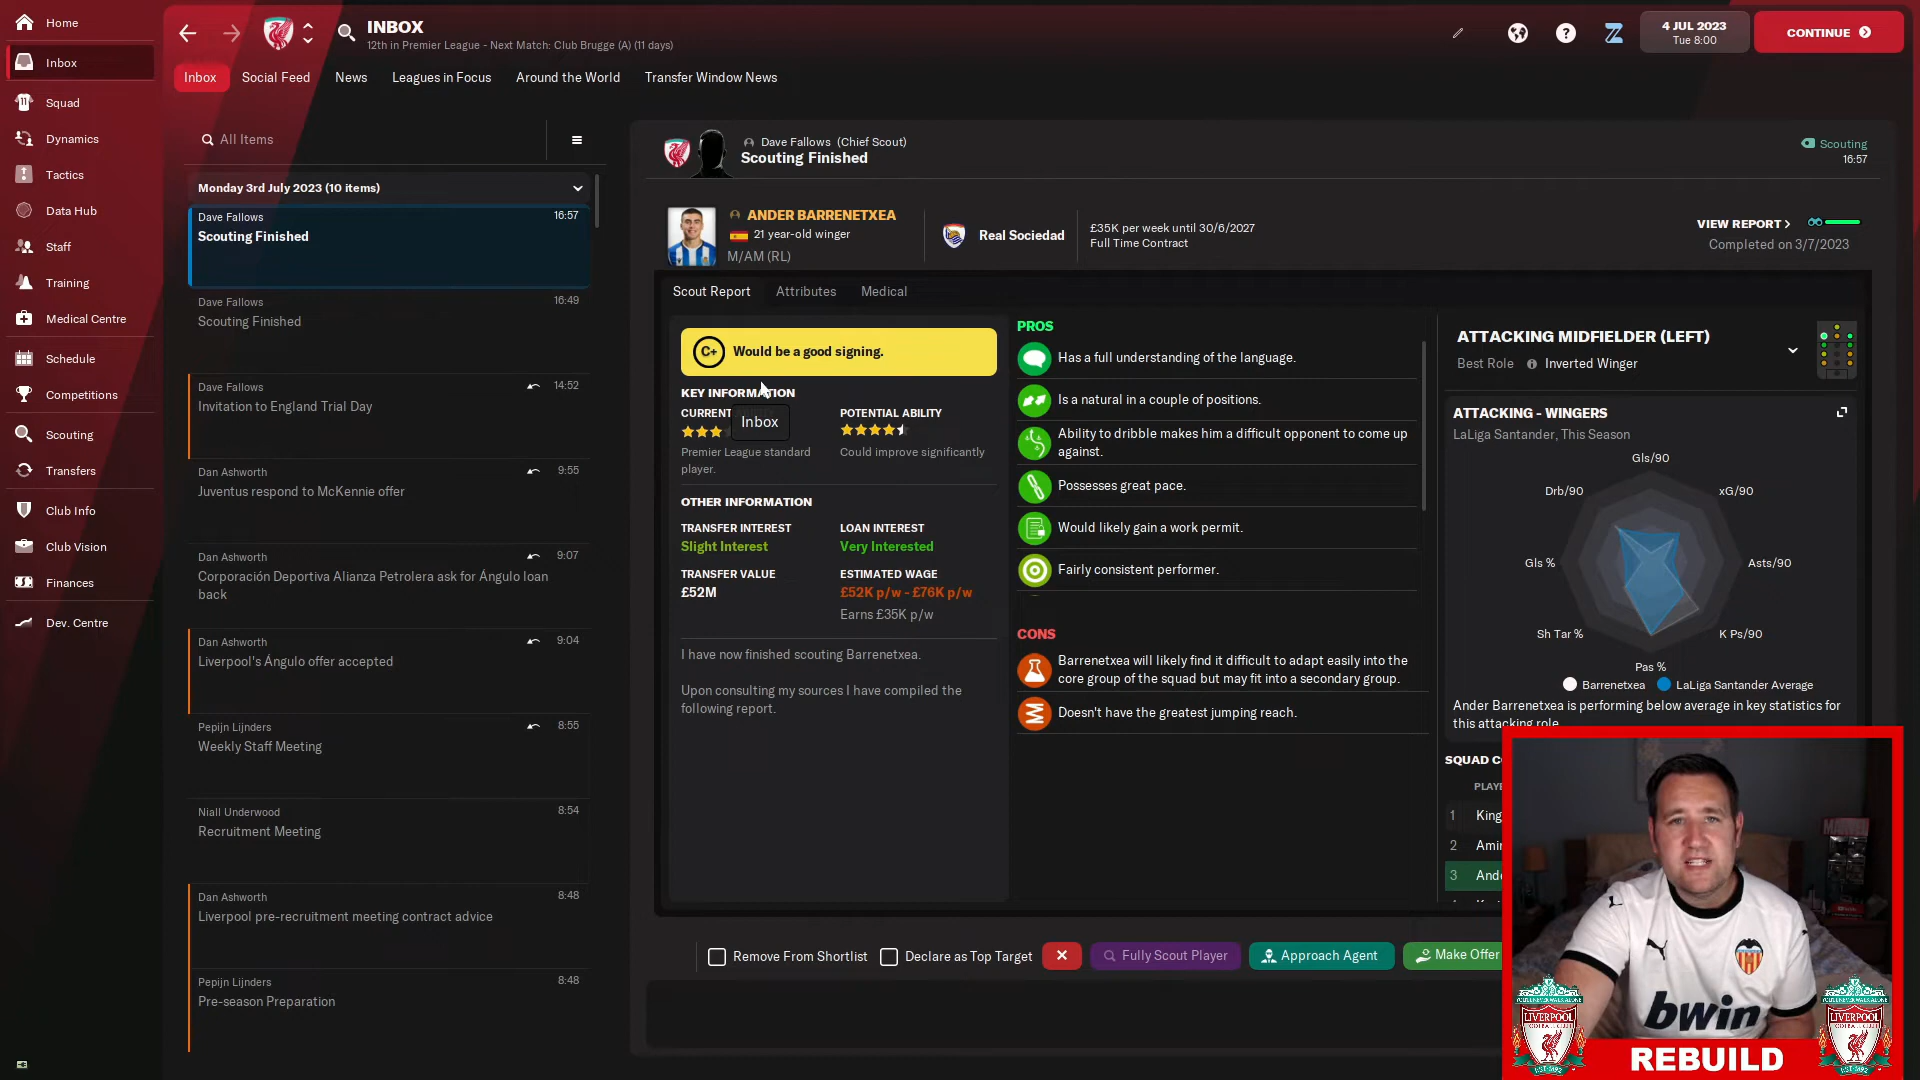 Home
Inbox
Squad
Dynamics
Tactics
Data Hub
Staff
Training
Medical Centre
Schedule
Competitions
Scouting
Transfers
Club Info
Club Vision
Finances
Dev. Centre
INBOX
12th in Premier League - Next Match: Club Brugge (A) (11 days)
4 JUL 2023
Tue 8:00
CONTINUE
Inbox
Social Feed
News
Leagues in Focus
Around the World
Transfer Window News
All Items
Monday 3rd July 2023 (10 items)
Dave Fallows 16:57
Scouting Finished
Dave Fallows 16:49
Scouting Finished
Dave Fallows 14:52
Invitation to England Trial Day
Dan Ashworth 9:55
Juventus respond to McKennie offer
Dan Ashworth 9:07
Corporación Deportiva Alianza Petrolera ask for Ángulo loan
back
Dan Ashworth 9:04
Liverpool's Ángulo offer accepted
Pepijn Lijnders 8:55
Weekly Staff Meeting
Niall Underwood 8:54
Recruitment Meeting
Dan Ashworth 8:48
Liverpool pre-recruitment meeting contract advice
Pepijn Lijnders 8:48
Pre-season Preparation
Dave Fallows (Chief Scout)
Scouting Finished
Scouting
16:57
ANDER BARRENETXEA
21 year-old winger
M/AM (RL)
Real Sociedad
£35K per week until 30/6/2027
Full Time Contract
VIEW REPORT >
Completed on 3/7/2023
Scout Report
Attributes
Medical
C+ Would be a good signing.
KEY INFORMATION
CURRENT
Inbox
Premier League standard
player.
POTENTIAL ABILITY
Could improve significantly
OTHER INFORMATION
TRANSFER INTEREST
Slight Interest
LOAN INTEREST
Very Interested
TRANSFER VALUE
£52M
ESTIMATED WAGE
£52K p/w - £76K p/w
Earns £35K p/w
I have now finished scouting Barrenetxea.
Upon consulting my sources I have compiled the
following report.
PROS
Has a full understanding of the language.
Is a natural in a couple of positions.
Ability to dribble makes him a difficult opponent to come up
against.
Possesses great pace.
Would likely gain a work permit.
Fairly consistent performer.
CONS
Barrenetxea will likely find it difficult to adapt easily into the
core group of the squad but may fit into a secondary group.
Doesn't have the greatest jumping reach.
ATTACKING MIDFIELDER (LEFT)
Best Role Inverted Winger
ATTACKING - WINGERS
LaLiga Santander, This Season
Gls/90
xG/90
Asts/90
K Ps/90
Pas %
Sh Tar %
Gls %
Drb/90
Barrenetxea
LaLiga Santander Average
Ander Barrenetxea is performing below average in key statistics for
this attacking role
SQUAD
PLAYE
1 King
2 Ami
3 And
Remove From Shortlist
Declare as Top Target
Fully Scout Player
Approach Agent
Make Offer
bwin
LIVERPOOL
FOOTBALL CLUB
EST·1892
LIVERPOOL
FOOTBALL CLUB
EST·1892
REBUILD